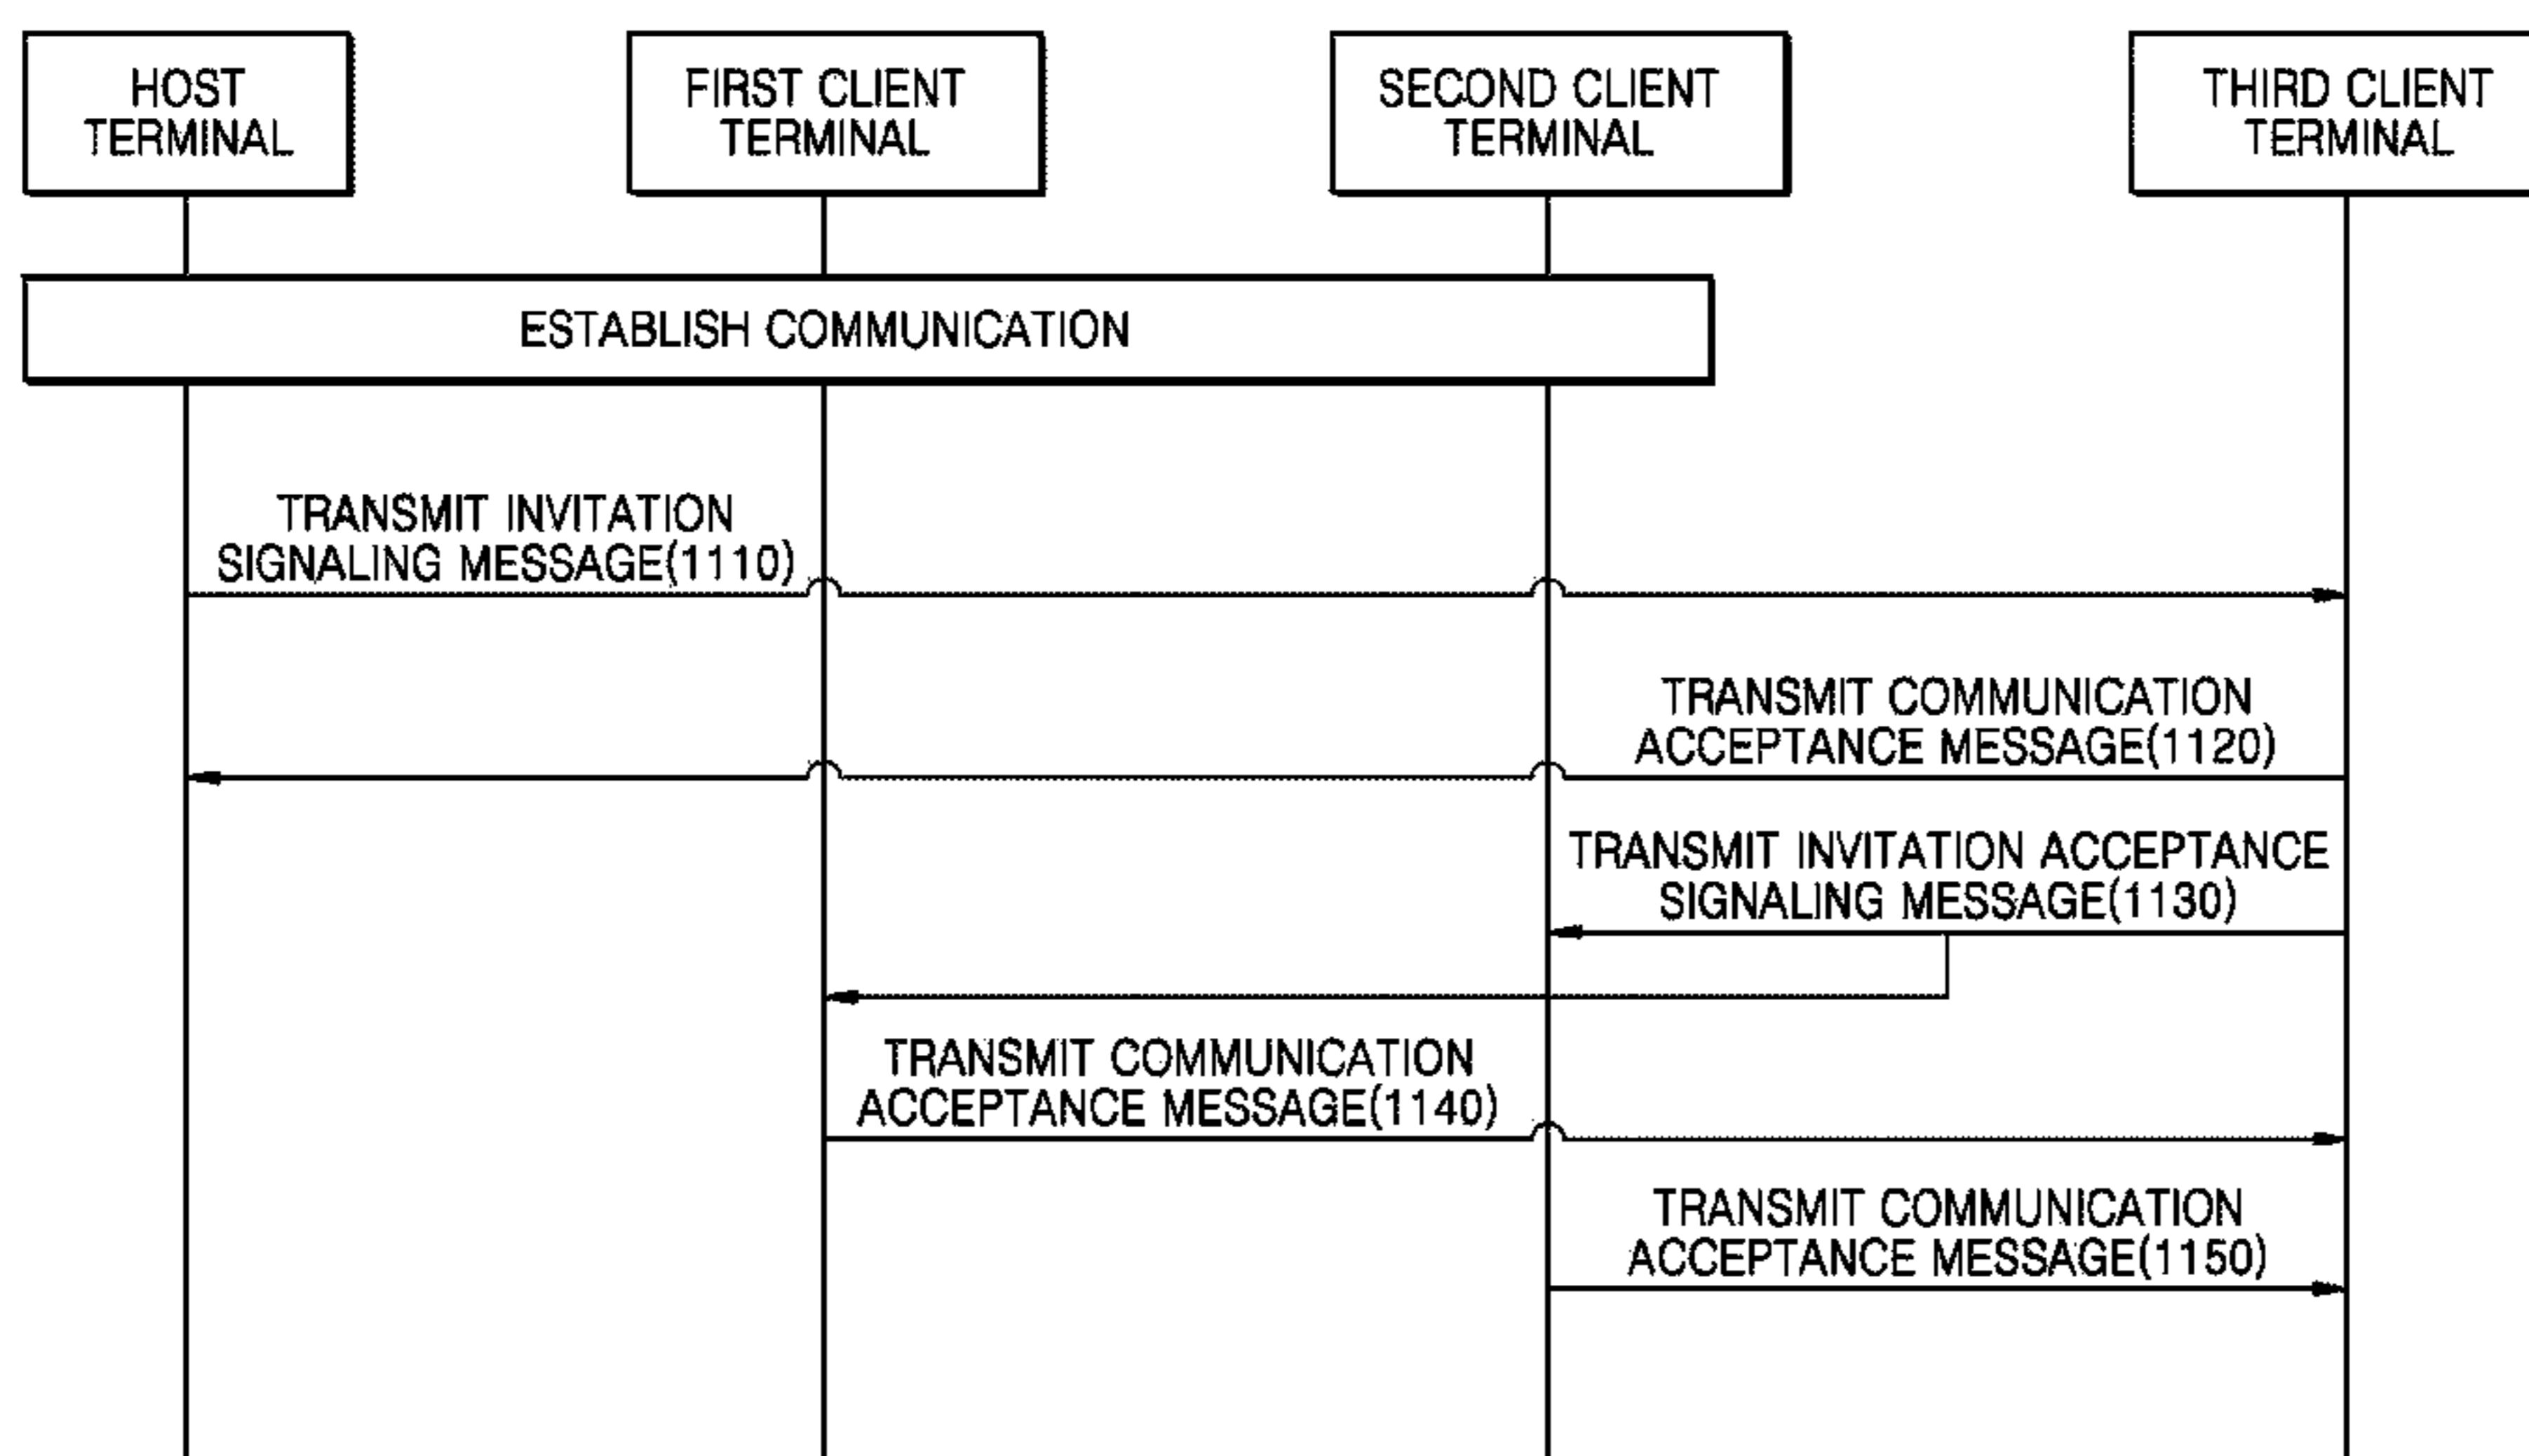 HOST
TERMINAL
FIRST CLIENT
TERMINAL
SECOND CLIENT
TERMINAL
THIRD CLIENT
TERMINAL
ESTABLISH COMMUNICATION
TRANSMIT INVITATION
SIGNALING MESSAGE(1110)
TRANSMIT COMMUNICATION
ACCEPTANCE MESSAGE(1120)
TRANSMIT INVITATION ACCEPTANCE
SIGNALING MESSAGE(1130)
TRANSMIT COMMUNICATION
ACCEPTANCE MESSAGE(1140)
TRANSMIT COMMUNICATION
ACCEPTANCE MESSAGE(1150)